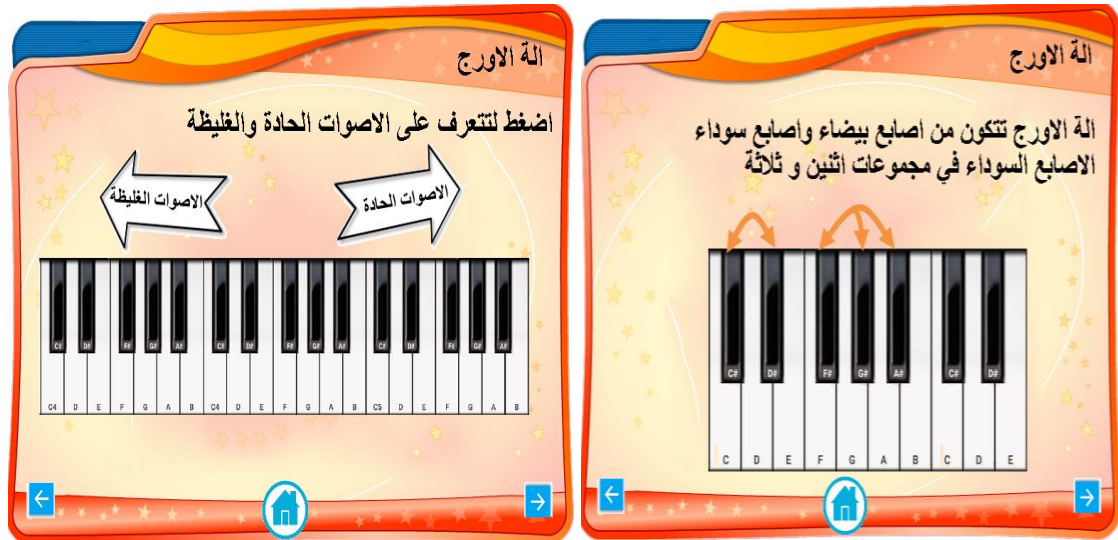 الة الاورج
اضغط لتتعرف على الاصوات الحادة والغليظة
الاصوات الغليظة
الاصوات الحادة
C# D# F# G# A# C# D# F# G# A# C# D# F# G# A#
C4 D E F G A B C4 D E F G A B C5 D E F G A B
الة الاورج
الة الاورج تتكون من اصابع بيضاء واصابع سوداء
الاصابع السوداء في مجموعات اثنين و ثلاثة
C# D# F# G# A# C# D#
C D E F G A B C D E